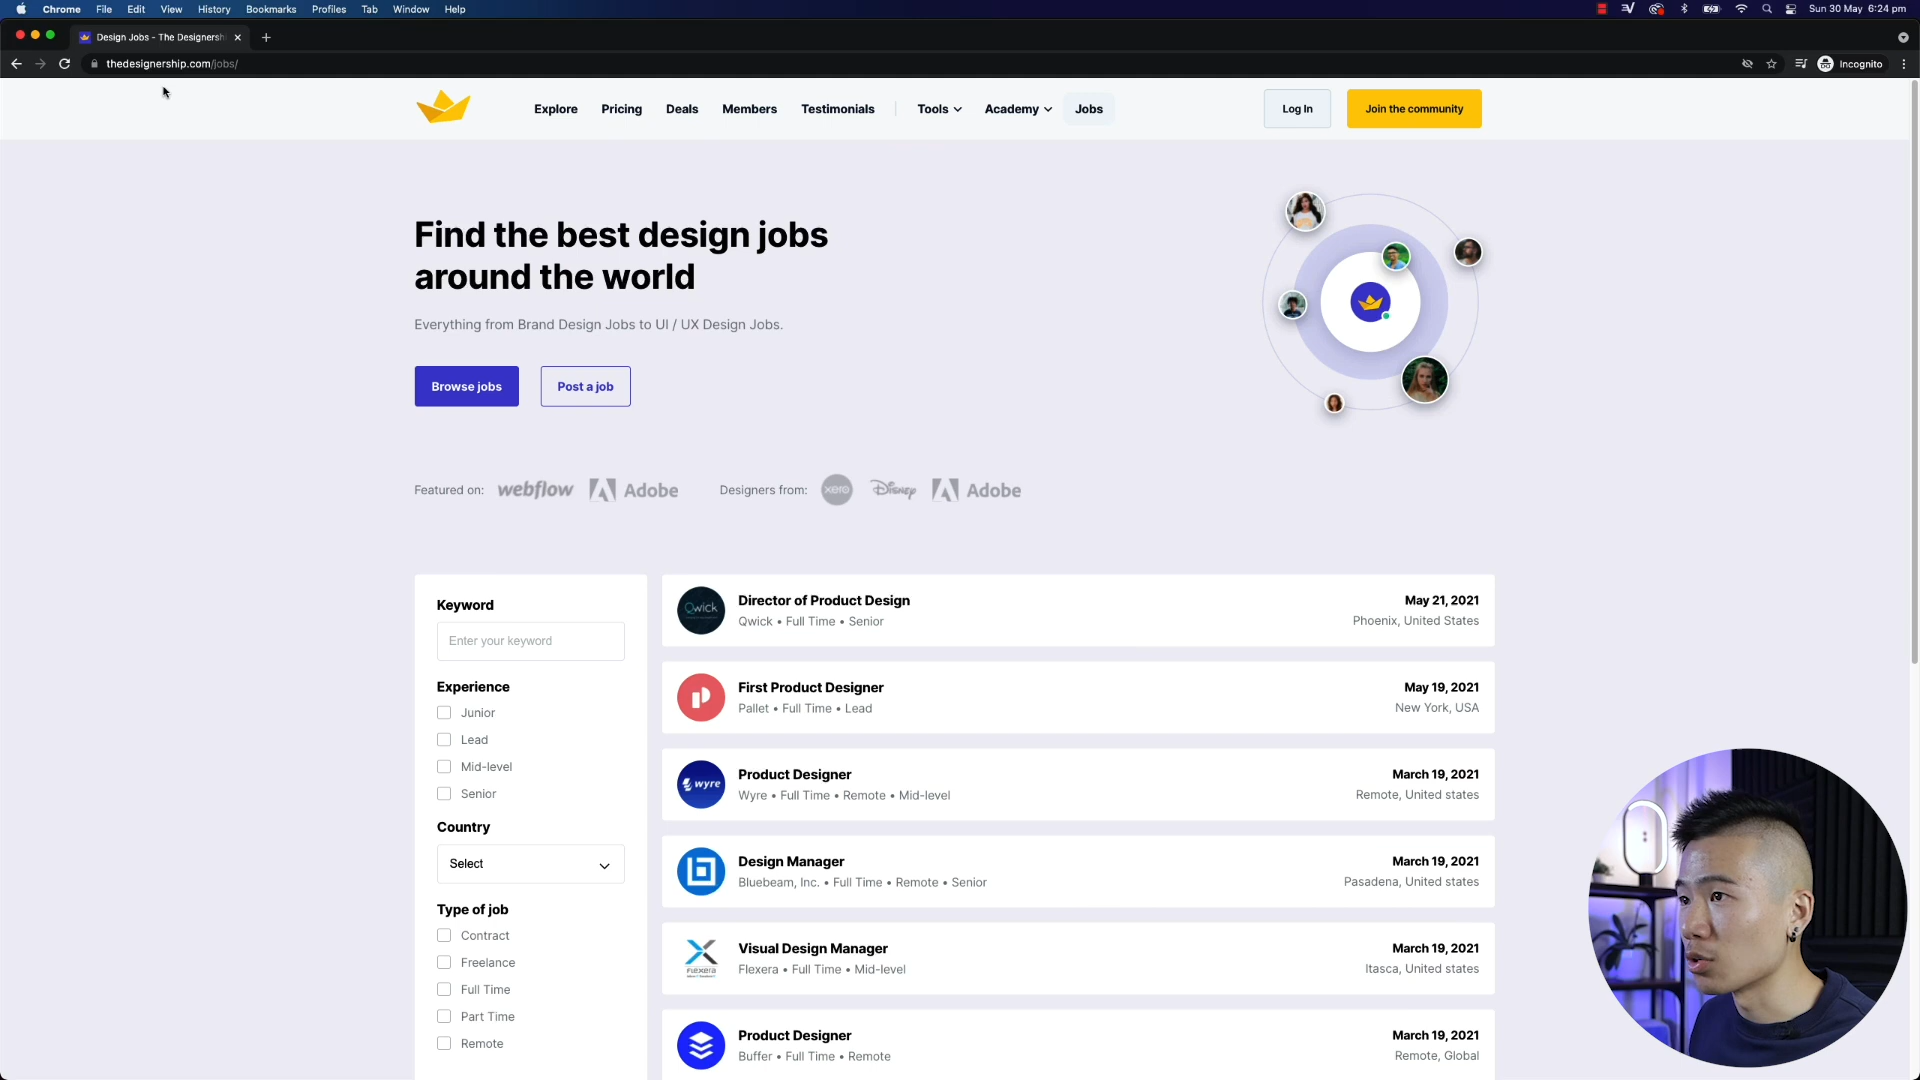 Chrome File Edit View History Bookmarks Profiles Tab Window Help
Sun 30 May 6:24 pm
Design Jobs - The Designersh
thedesignership.com/jobs/
Incognito
Explore Pricing Deals Members Testimonials Tools Academy Jobs
Log In
Join the community
Find the best design jobs
around the world
Everything from Brand Design Jobs to UI / UX Design Jobs.
Browse jobs
Post a job
Featured on: webflow Adobe Designers from: xero Disney Adobe
Keyword
Enter your keyword
Experience
Junior
Lead
Mid-level
Senior
Country
Select
Type of job
Contract
Freelance
Full Time
Part Time
Remote
Qwick
Director of Product Design
Qwick • Full Time • Senior
May 21, 2021
Phoenix, United States
First Product Designer
Pallet • Full Time • Lead
May 19, 2021
New York, USA
wyre
Product Designer
Wyre • Full Time • Remote • Mid-level
March 19, 2021
Remote, United states
Design Manager
Bluebeam, Inc. • Full Time • Remote • Senior
March 19, 2021
Pasadena, United states
FLEXERA
Visual Design Manager
Flexera • Full Time • Mid-level
March 19, 2021
Itasca, United states
Product Designer
Buffer • Full Time • Remote
March 19, 2021
Remote, Global